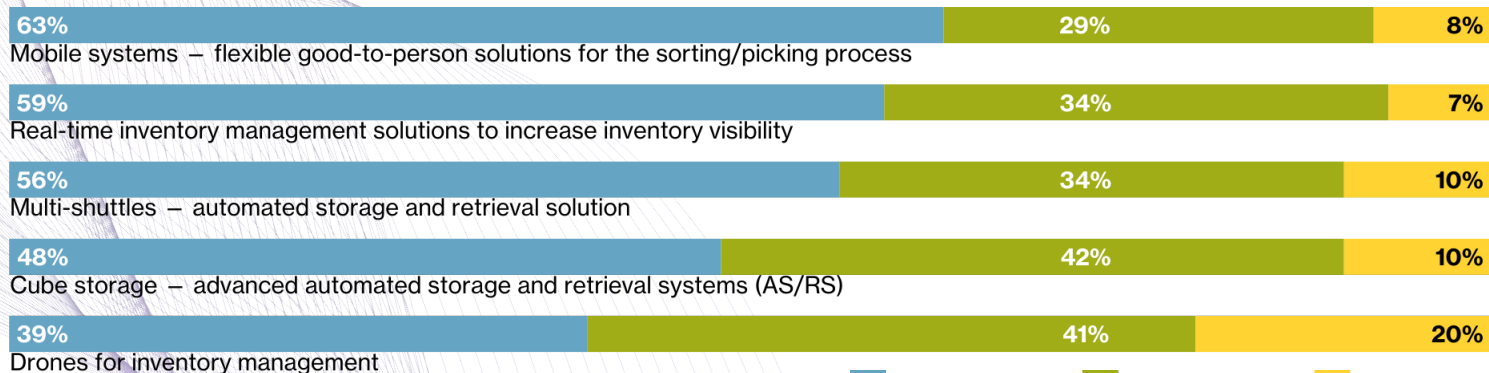 63% 29% 8%
Mobile systems — flexible good-to-person solutions for the sorting/picking process
59% 34% 7%
Real-time inventory management solutions to increase inventory visibility
56% 34% 10%
Multi-shuttles — automated storage and retrieval solution
48% 42% 10%
Cube storage — advanced automated storage and retrieval systems (AS/RS)
39% 41% 20%
Drones for inventory management